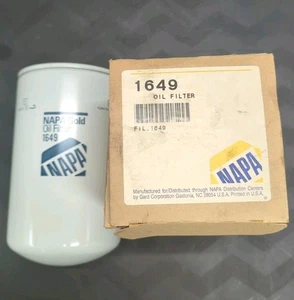 NAPA Gold
Oil Filter
1649
NAPA
1649
OIL FILTER
FIL.1649
NAPA
Manufactured for/Distributed through NAPA Distribution Centers
by Gard Corporation Gastonia, NC 28054 U.S.A. Printed in U.S.A.